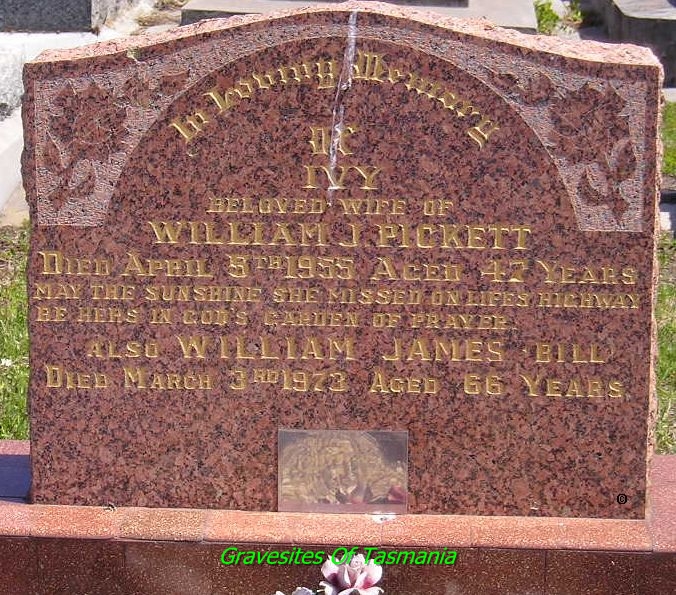 In Loving Memory
OF
IVY
BELOVED WIFE OF
WILLIAM J. PICKETT
DIED APRIL 5TH 1955 AGED 47 YEARS
MAY THE SUNSHINE SHE MISSED ON LIFES HIGHWAY
BE HERS IN GOD'S GARDEN OF PRAYER.
ALSO WILLIAM JAMES (BILL)
DIED MARCH 3RD 1973 AGED 66 YEARS
Gravesites Of Tasmania